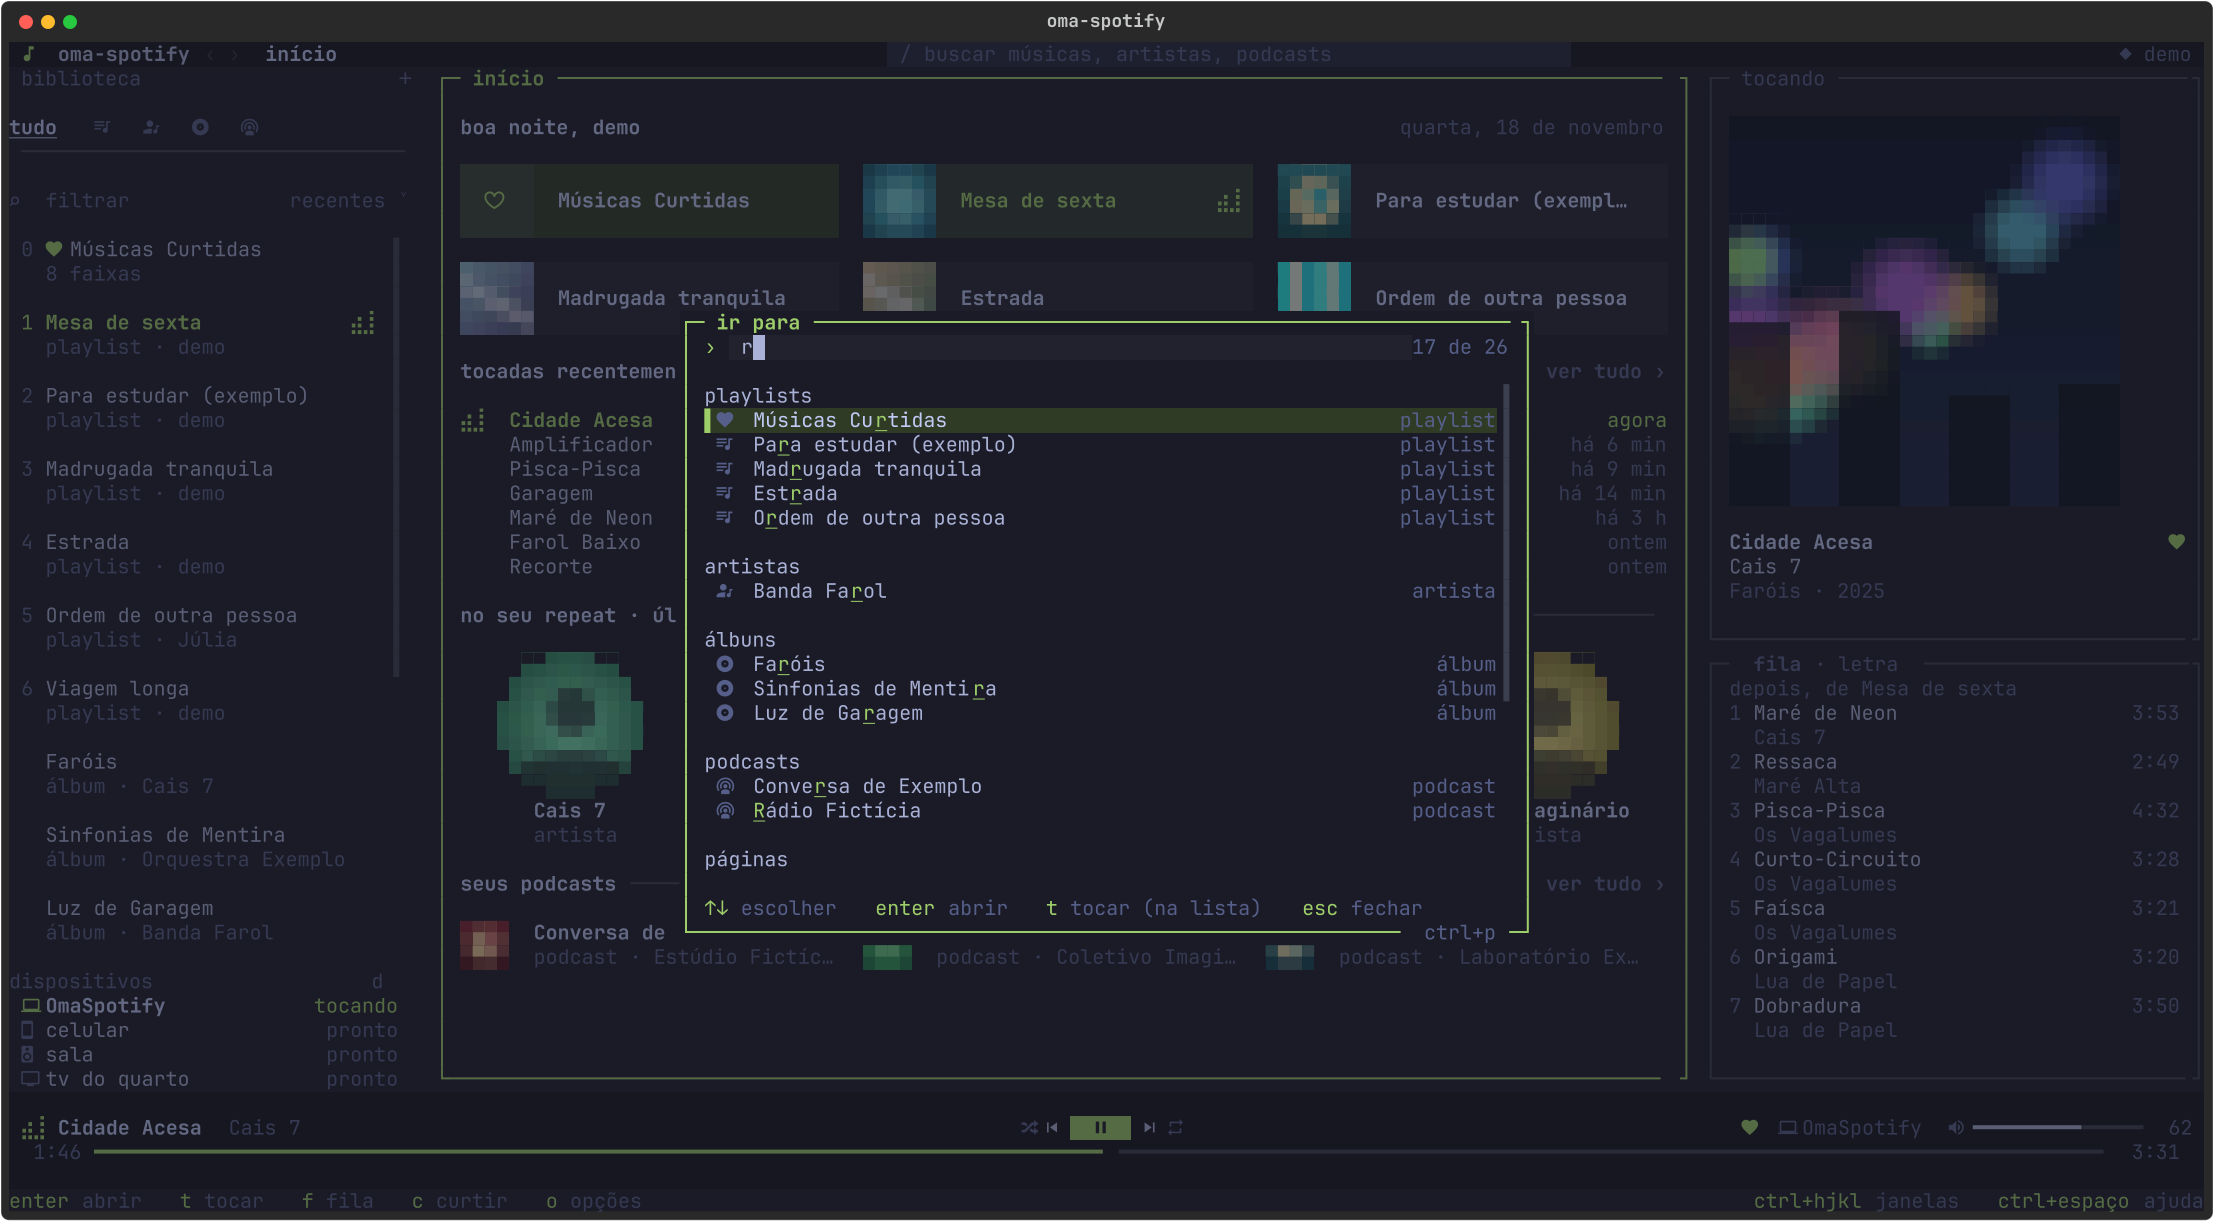 oma-spotify
oma-spotify ‹ › início
/ buscar músicas, artistas, podcasts
◆ demo
biblioteca +
tudo
filtrar recentes ˅
0 Músicas Curtidas
8 faixas
1 Mesa de sexta
playlist · demo
2 Para estudar (exemplo)
playlist · demo
3 Madrugada tranquila
playlist · demo
4 Estrada
playlist · demo
5 Ordem de outra pessoa
playlist · Júlia
6 Viagem longa
playlist · demo
Faróis
álbum · Cais 7
Sinfonias de Mentira
álbum · Orquestra Exemplo
Luz de Garagem
álbum · Banda Farol
dispositivos d
OmaSpotify tocando
celular pronto
sala pronto
tv do quarto pronto
início
boa noite, demo quarta, 18 de novembro
Músicas Curtidas
Mesa de sexta
Para estudar (exempl…
Madrugada tranquila
Estrada
Ordem de outra pessoa
tocadas recentemen ver tudo ›
Cidade Acesa agora
Amplificador há 6 min
Pisca-Pisca há 9 min
Garagem há 14 min
Maré de Neon há 3 h
Farol Baixo ontem
Recorte ontem
no seu repeat · úl
Cais 7
artista
aginário
ista
seus podcasts ver tudo ›
Conversa de
podcast · Estúdio Fictíc…
podcast · Coletivo Imagi…
podcast · Laboratório Ex…
ir para
› r 17 de 26
playlists
Músicas Curtidas playlist
Para estudar (exemplo) playlist
Madrugada tranquila playlist
Estrada playlist
Ordem de outra pessoa playlist
artistas
Banda Farol artista
álbuns
Faróis álbum
Sinfonias de Mentira álbum
Luz de Garagem álbum
podcasts
Conversa de Exemplo podcast
Rádio Fictícia podcast
páginas
↑↓ escolher enter abrir t tocar (na lista) esc fechar
ctrl+p
tocando
Cidade Acesa
Cais 7
Faróis · 2025
fila · letra
depois, de Mesa de sexta
1 Maré de Neon 3:53
Cais 7
2 Ressaca 2:49
Maré Alta
3 Pisca-Pisca 4:32
Os Vagalumes
4 Curto-Circuito 3:28
Os Vagalumes
5 Faísca 3:21
Os Vagalumes
6 Origami 3:20
Lua de Papel
7 Dobradura 3:50
Lua de Papel
Cidade Acesa Cais 7
OmaSpotify 62
1:46 3:31
enter abrir t tocar f fila c curtir o opções
ctrl+hjkl janelas ctrl+espaço ajuda